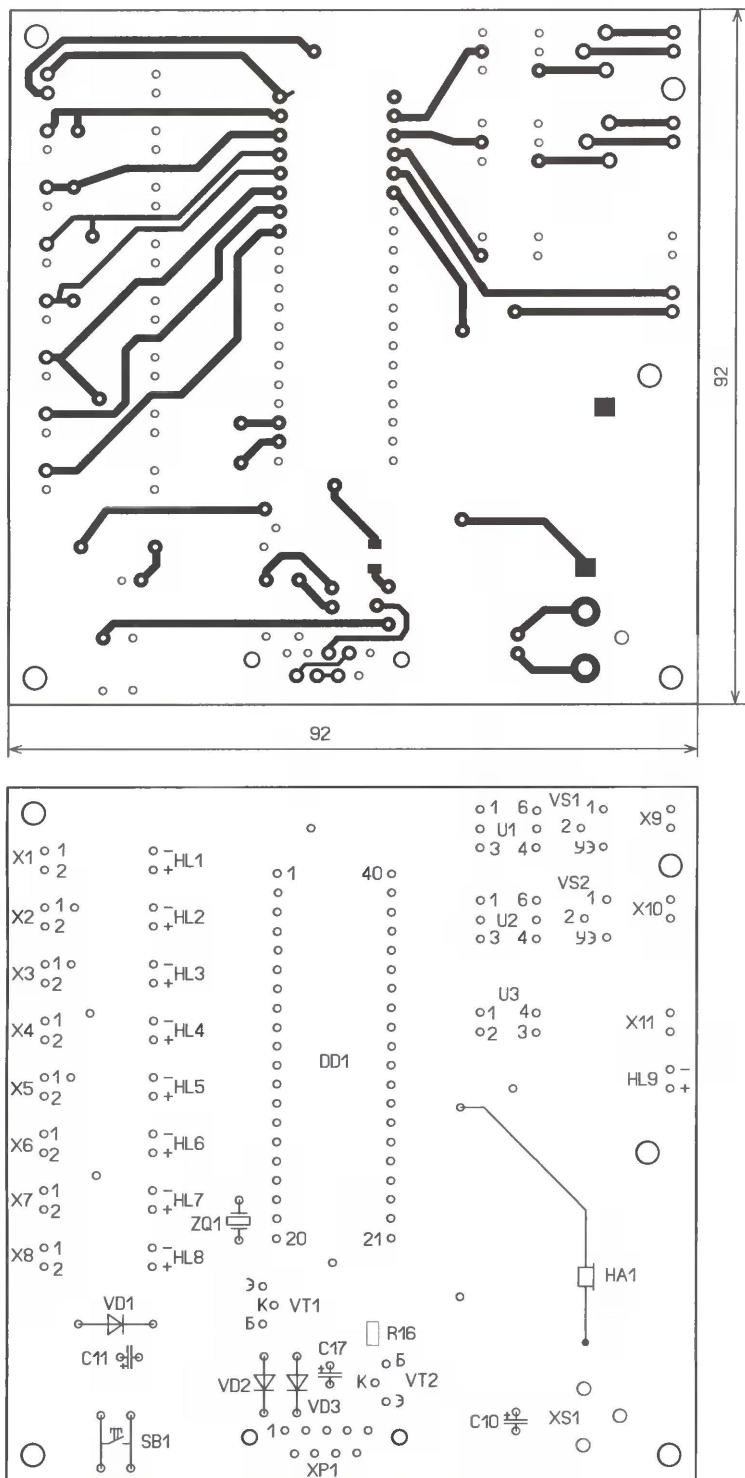 92
92
1 6 VS1 1
X9
U1 2
3 4 УЭ
X1 1 - HL1
2 +
1 40
VS2
1 6 1
X10
X2 1 - HL2
2 +
U2 2
3 4 УЭ
X3 1 - HL3
2 +
U3
1 4
X11
2 3
X4 1 - HL4
2 +
DD1
HL9 -
+
X5 1 - HL5
2 +
X6 1 - HL6
2 +
X7 1 - HL7
2 +
ZQ1
20 21
X8 1 - HL8
2 +
HA1
Э
К VT1
Б
VD1
R16
C11 +
C17
+
Б
VD2
К VT2
VD3
Э
C10 +
XS1
SB1
1
XP1